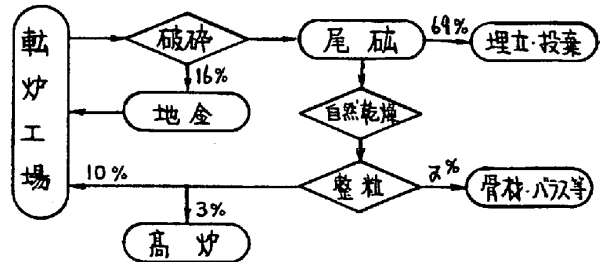 転炉工場
破砕
尾鉱
69%
埋立・投棄
16%
地金
自然乾燥
10%
整粒
2%
骨材・バラス等
3%
高炉